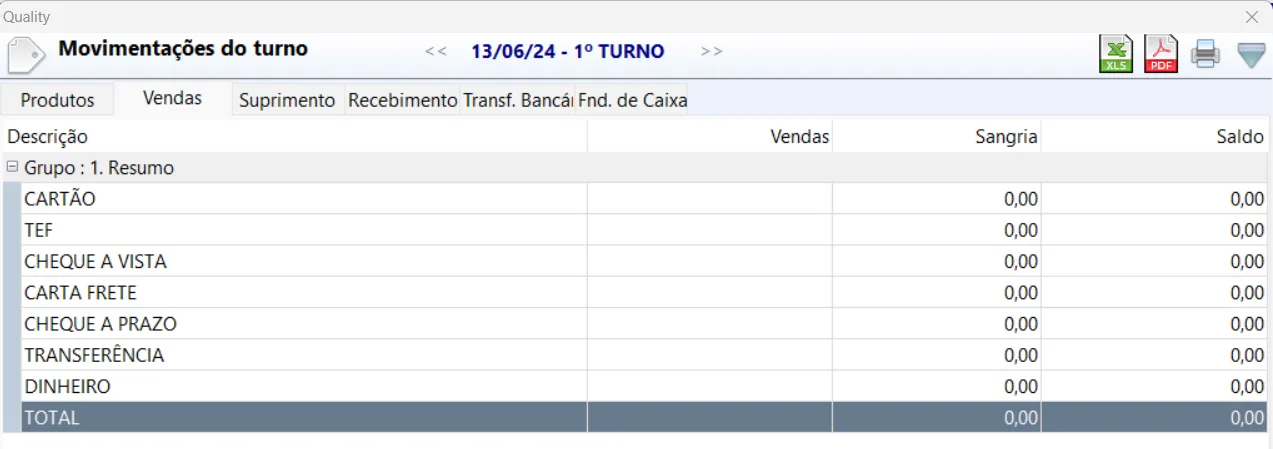 Quality
Movimentações do turno << 13/06/24 - 1º TURNO >> XLS PDF
Produtos Vendas Suprimento Recebimento Transf. Bancár Fnd. de Caixa
Descrição Vendas Sangria Saldo
Grupo : 1. Resumo
CARTÃO 0,00 0,00
TEF 0,00 0,00
CHEQUE A VISTA 0,00 0,00
CARTA FRETE 0,00 0,00
CHEQUE A PRAZO 0,00 0,00
TRANSFERÊNCIA 0,00 0,00
DINHEIRO 0,00 0,00
TOTAL 0,00 0,00